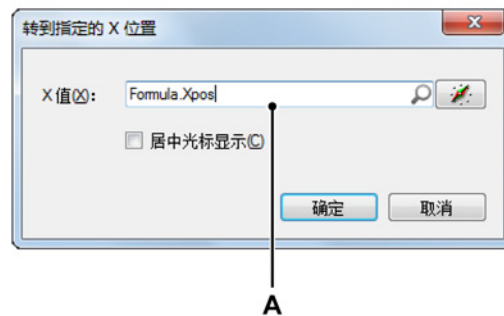 转到指定的 X 位置
X 值(X): Formula.Xpos
居中光标显示(C)
确定 取消
A